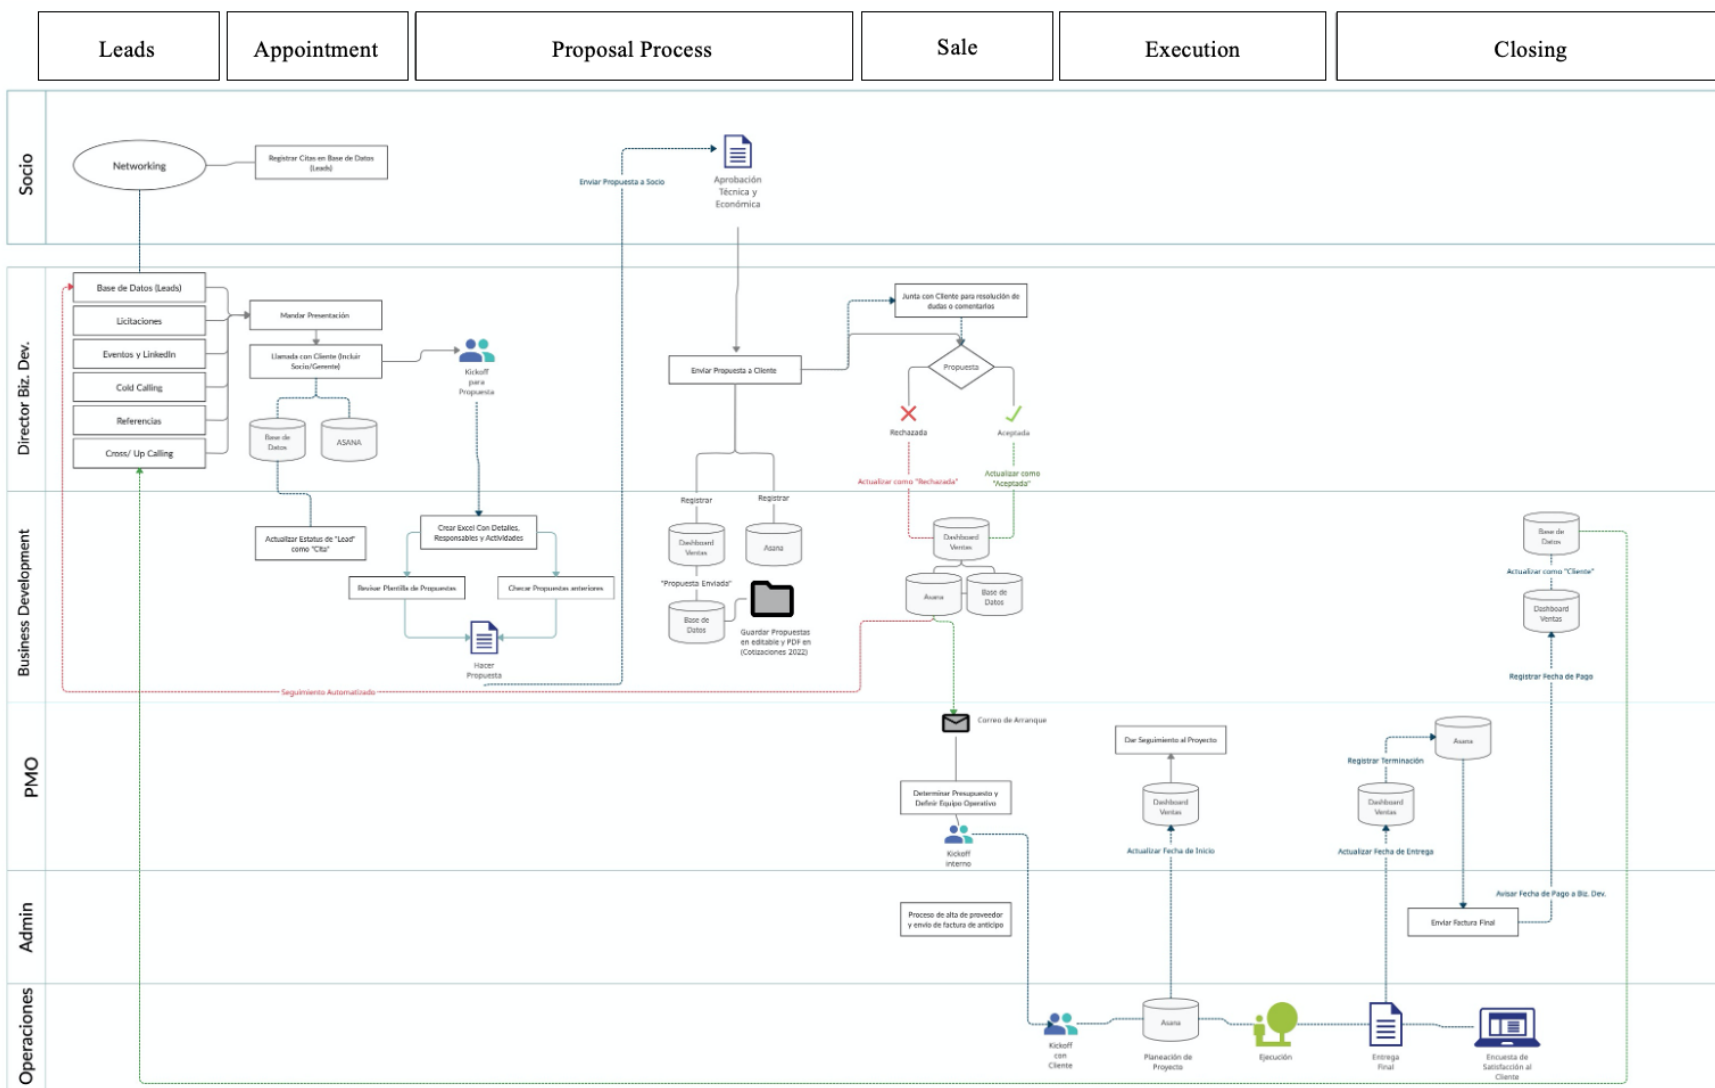 Leads
Appointment
Proposal Process
Sale
Execution
Closing
Socio
Networking
Registrar Citas en Base de Datos
(Leads)
Enviar Propuesta a Socio
Aprobación
Técnica y
Económica
Director Biz. Dev.
Base de Datos (Leads)
Licitaciones
Eventos y LinkedIn
Cold Calling
Referencias
Cross/ Up Calling
Mandar Presentación
Llamada con Cliente (Incluir
Socio/Gerente)
Base de
Datos
ASANA
Kickoff
para
Propuesta
Enviar Propuesta a Cliente
Junta con Cliente para resolución de
dudas o comentarios
Propuesta
Rechazada
Aceptada
Actualizar como "Rechazada"
Actualizar como
"Aceptada"
Business Development
Actualizar Estatus de "Lead"
como "Cita"
Crear Excel Con Detalles,
Responsables y Actividades
Revisar Plantilla de Propuestas
Checar Propuestas anteriores
Hacer
Propuesta
Registrar
Registrar
Dashboard
Ventas
Asana
"Propuesta Enviada"
Base de
Datos
Guardar Propuestas
en editable y PDF en
(Cotizaciones 2022)
Dashboard
Ventas
Asana
Base de
Datos
Seguimiento Automatizado
Base de
Datos
Actualizar como "Cliente"
Dashboard
Ventas
Registrar Fecha de Pago
PMO
Correo de Arranque
Determinar Presupuesto y
Definir Equipo Operativo
Kickoff
interno
Dar Seguimiento al Proyecto
Dashboard
Ventas
Actualizar Fecha de Inicio
Registrar Terminación
Asana
Dashboard
Ventas
Actualizar Fecha de Entrega
Admin
Proceso de alta de proveedor
y envío de factura de anticipo
Avisar Fecha de Pago a Biz. Dev.
Enviar Factura Final
Operaciones
Kickoff
con
Cliente
Asana
Planeación de
Proyecto
Ejecución
Entrega
Final
Encuesta de
Satisfacción al
Cliente